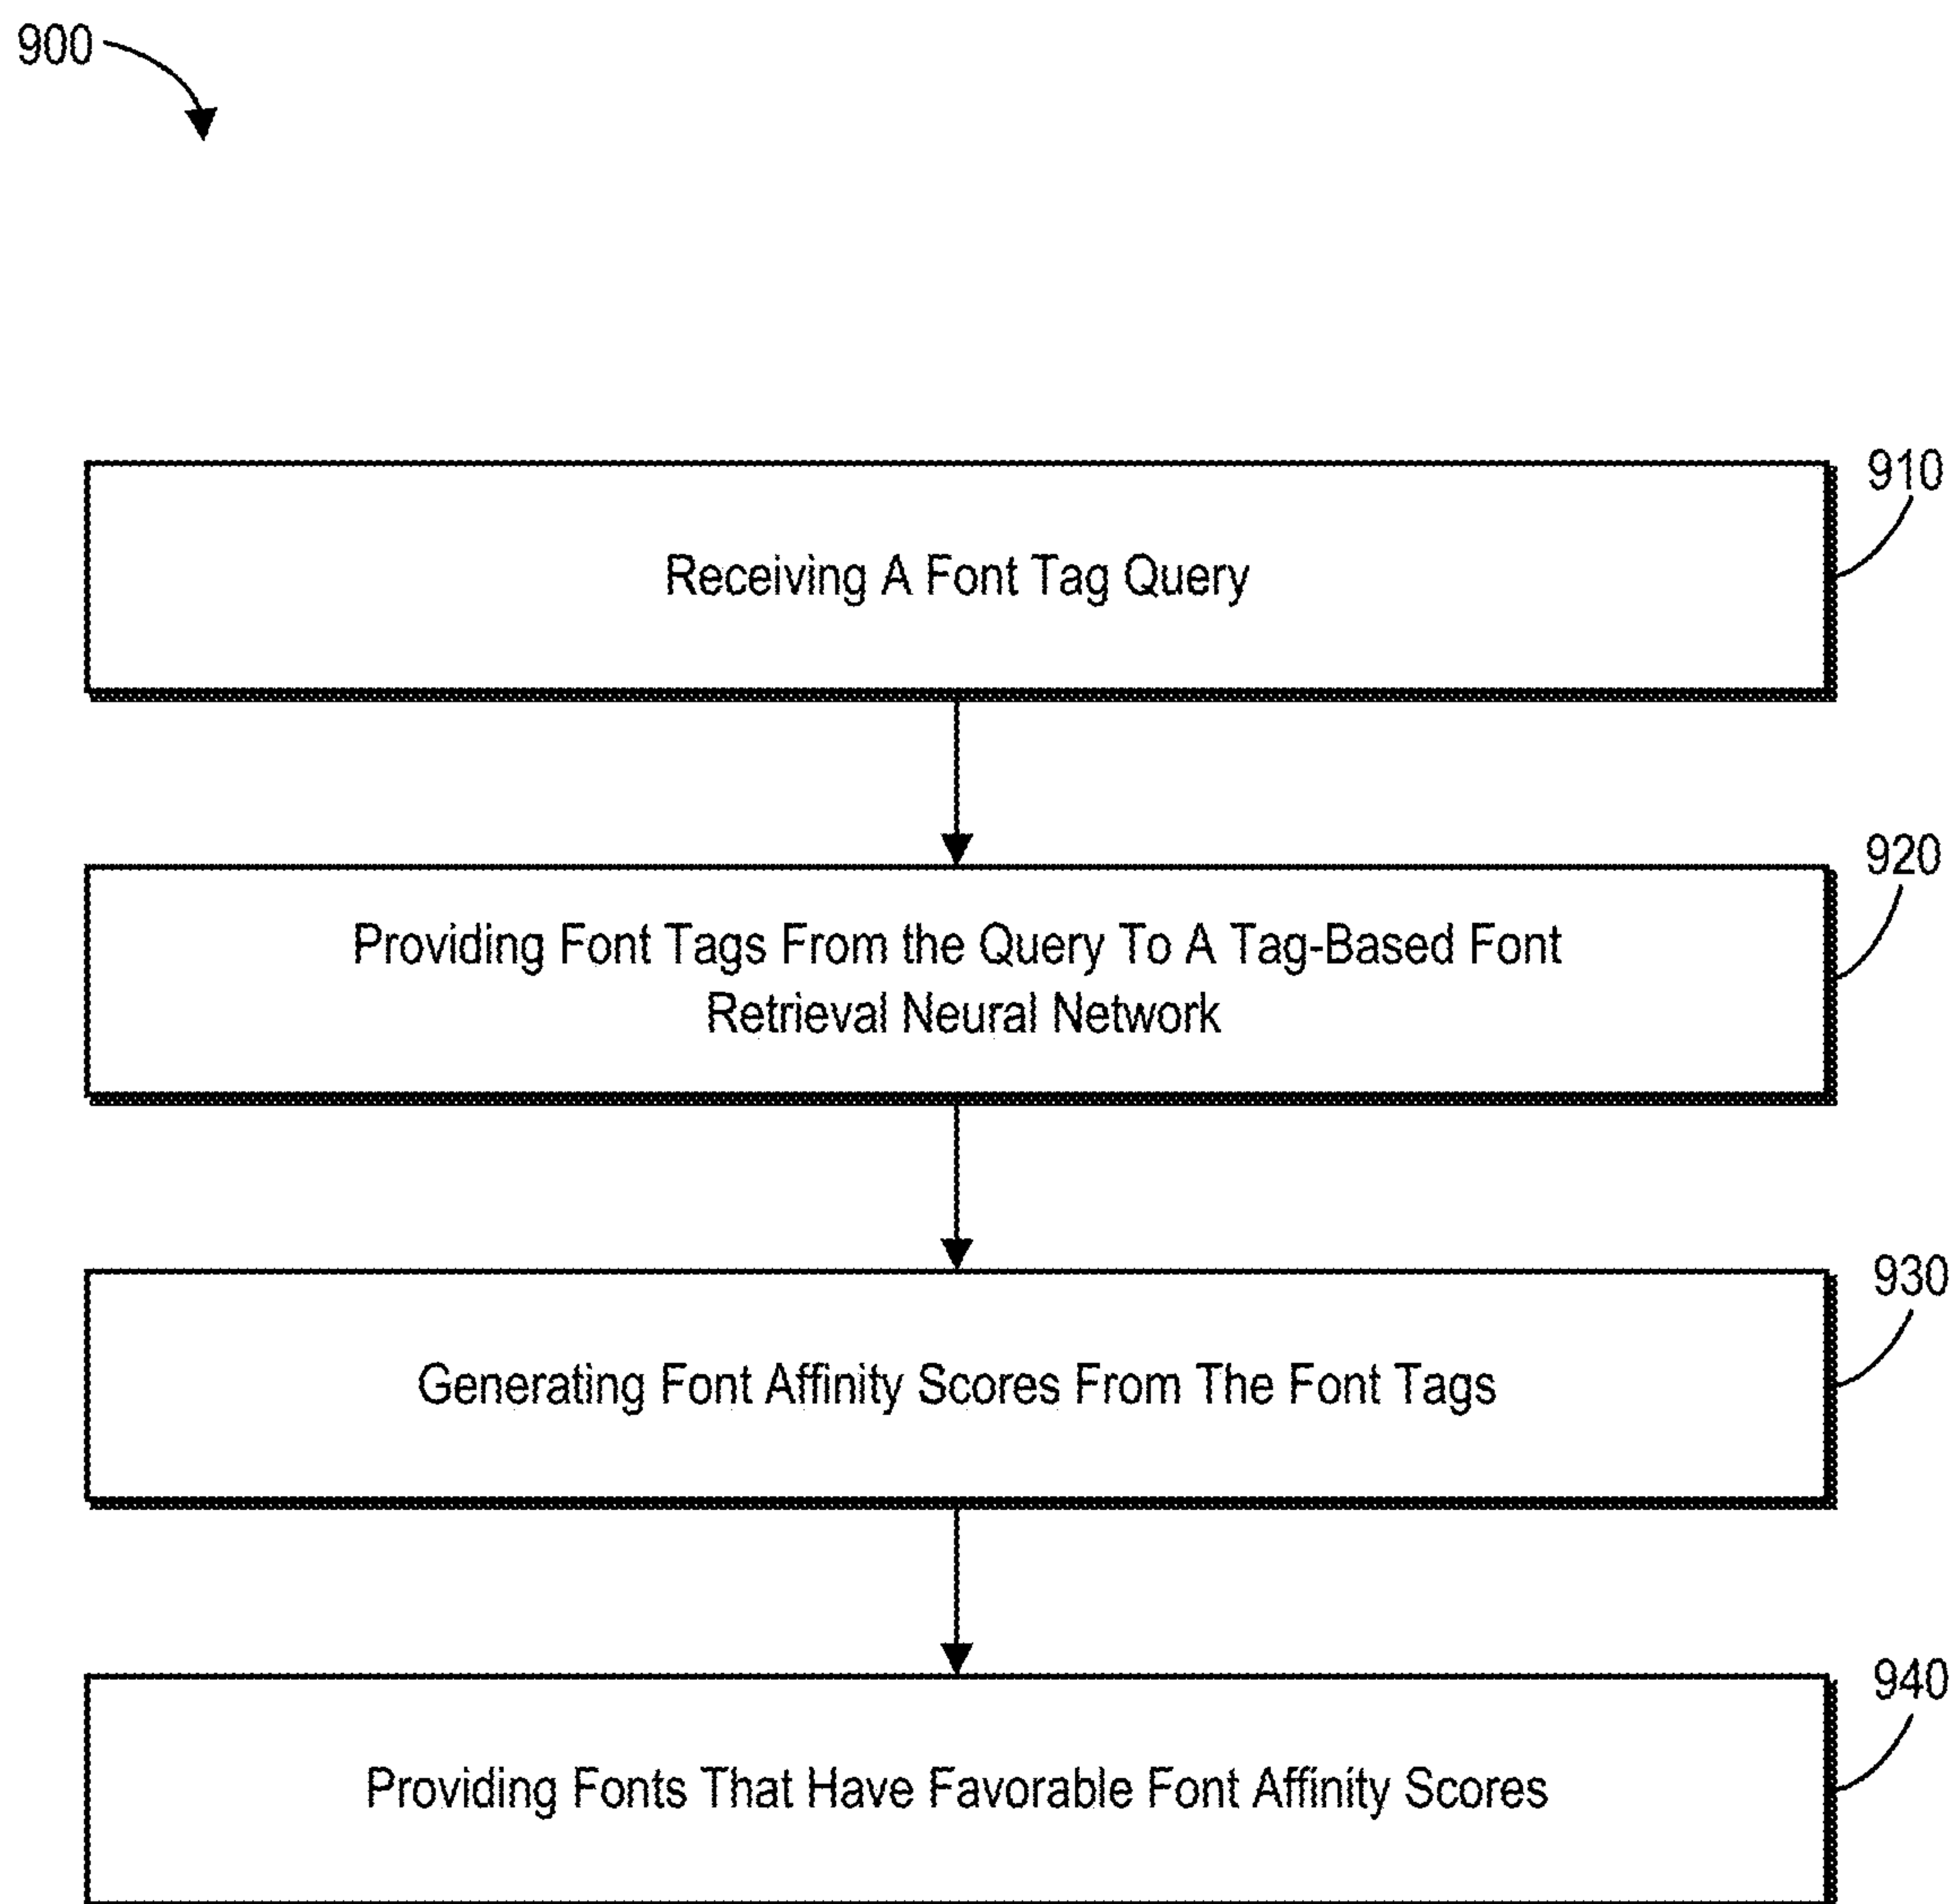 900
910
Receiving A Font Tag Query
920
Providing Font Tags From the Query To A Tag-Based Font
Retrieval Neural Network
930
Generating Font Affinity Scores From The Font Tags
940
Providing Fonts That Have Favorable Font Affinity Scores